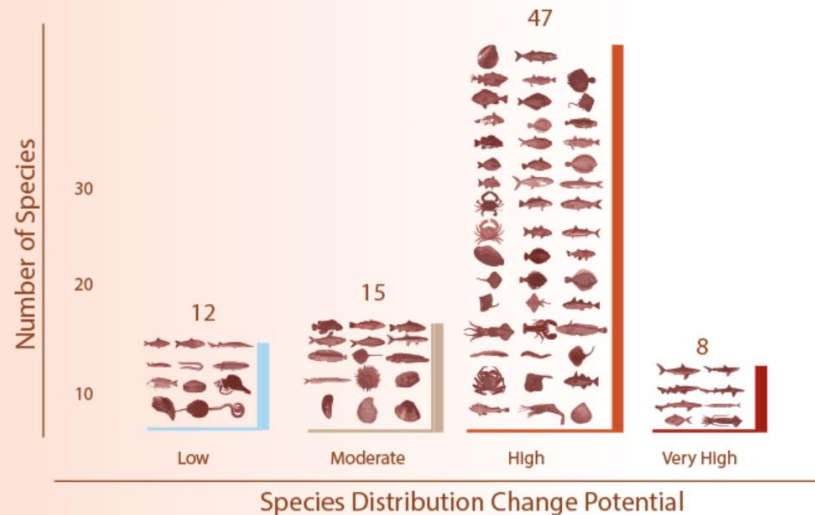 47
Number of Species
30
20
10
12
15
8
Low
Moderate
HIgh
Very HIgh
Species Distribution Change Potential